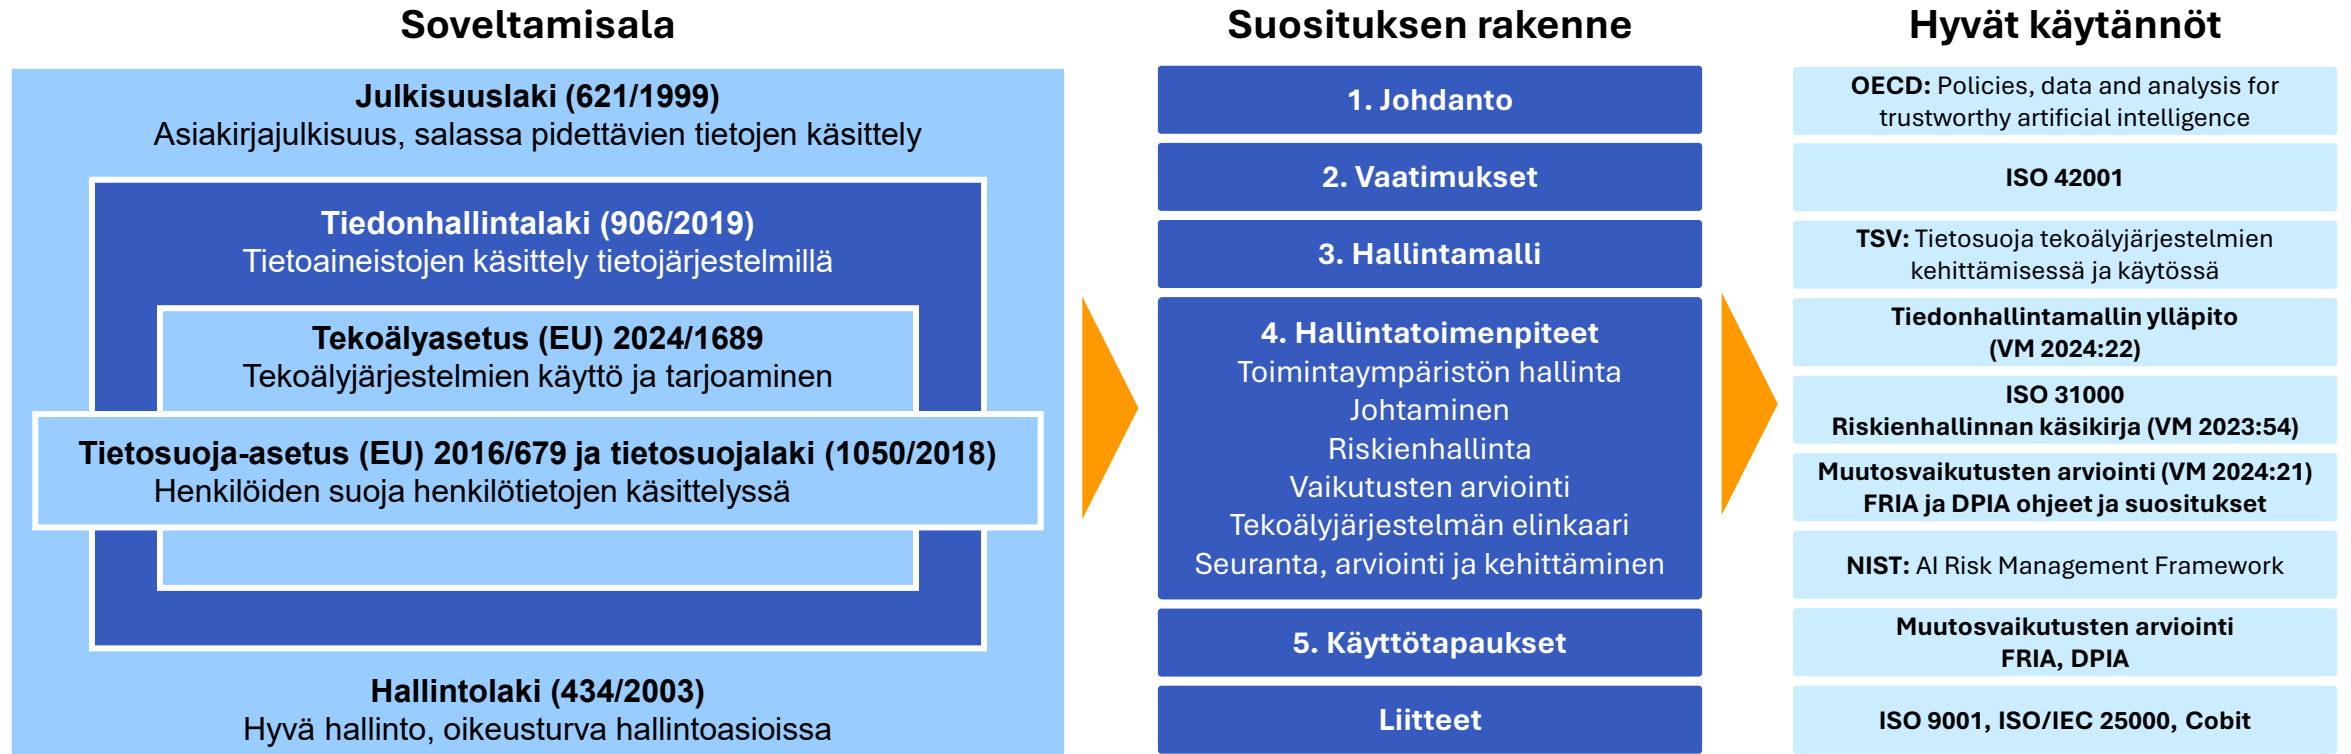 Soveltamisala
Julkisuuslaki (621/1999)
Asiakirjajulkisuus, salassa pidettävien tietojen käsittely
Tiedonhallintalaki (906/2019)
Tietoaineistojen käsittely tietojärjestelmillä
Tekoälyasetus (EU) 2024/1689
Tekoälyjärjestelmien käyttö ja tarjoaminen
Tietosuoja-asetus (EU) 2016/679 ja tietosuojalaki (1050/2018)
Henkilöiden suoja henkilötietojen käsittelyssä
Hallintolaki (434/2003)
Hyvä hallinto, oikeusturva hallintoasioissa
Suosituksen rakenne
1. Johdanto
2. Vaatimukset
3. Hallintamalli
4. Hallintatoimenpiteet
Toimintaympäristön hallinta
Johtaminen
Riskienhallinta
Vaikutusten arviointi
Tekoälyjärjestelmän elinkaari
Seuranta, arviointi ja kehittäminen
5. Käyttötapaukset
Liitteet
Hyvät käytännöt
OECD: Policies, data and analysis for
trustworthy artificial intelligence
ISO 42001
TSV: Tietosuoja tekoälyjärjestelmien
kehittämisessä ja käytössä
Tiedonhallintamallin ylläpito
(VM 2024:22)
ISO 31000
Riskienhallinnan käsikirja (VM 2023:54)
Muutosvaikutusten arviointi (VM 2024:21)
FRIA ja DPIA ohjeet ja suositukset
NIST: AI Risk Management Framework
Muutosvaikutusten arviointi
FRIA, DPIA
ISO 9001, ISO/IEC 25000, Cobit